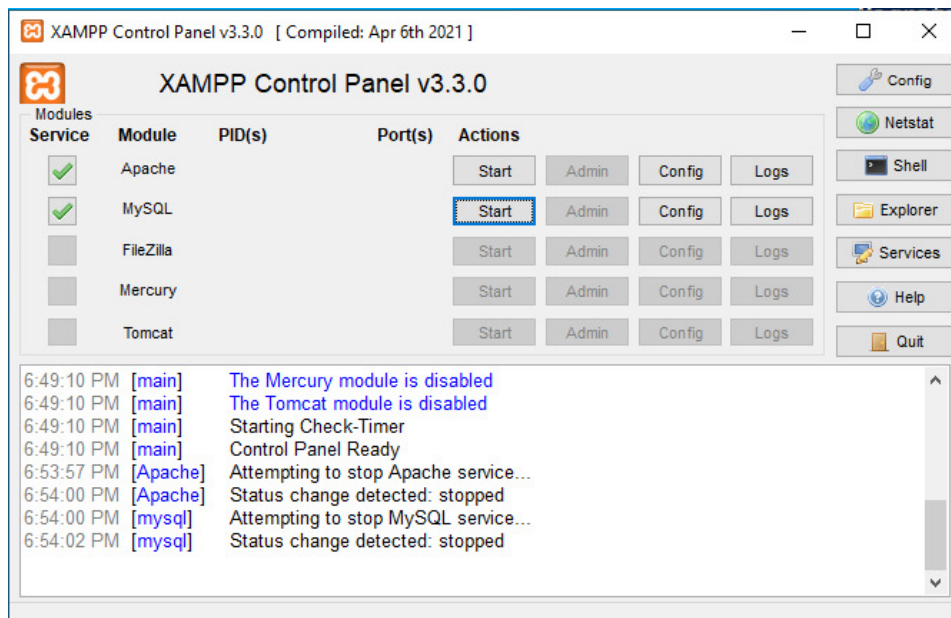 XAMPP Control Panel v3.3.0 [ Compiled: Apr 6th 2021 ]
XAMPP Control Panel v3.3.0
Config
Modules
Service Module PID(s) Port(s) Actions
Netstat
Apache Start Admin Config Logs
Shell
MySQL Start Admin Config Logs
Explorer
FileZilla Start Admin Config Logs
Services
Mercury Start Admin Config Logs
Help
Tomcat Start Admin Config Logs
Quit
6:49:10 PM [main] The Mercury module is disabled
6:49:10 PM [main] The Tomcat module is disabled
6:49:10 PM [main] Starting Check-Timer
6:49:10 PM [main] Control Panel Ready
6:53:57 PM [Apache] Attempting to stop Apache service...
6:54:00 PM [Apache] Status change detected: stopped
6:54:00 PM [mysql] Attempting to stop MySQL service...
6:54:02 PM [mysql] Status change detected: stopped